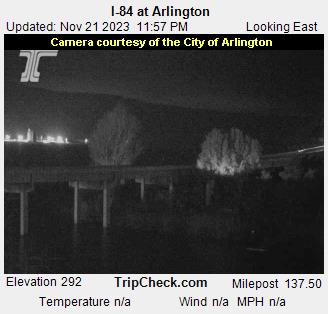 I-84 at Arlington
Updated: Nov 21 2023 11:57 PM Looking East
Camera courtesy of the City of Arlington
Elevation 292 TripCheck.com Milepost 137.50
Temperature n/a Wind n/a MPH n/a